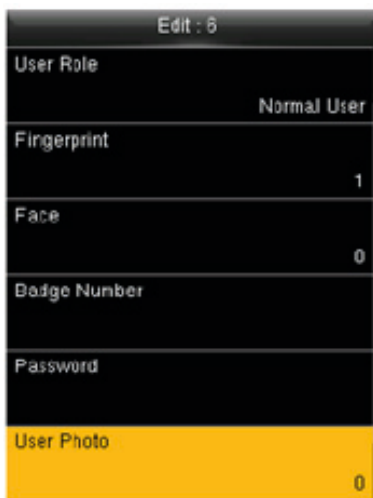 Edit : 6
User Role
Normal User
Fingerprint
1
Face
0
Badge Number
Password
User Photo
0